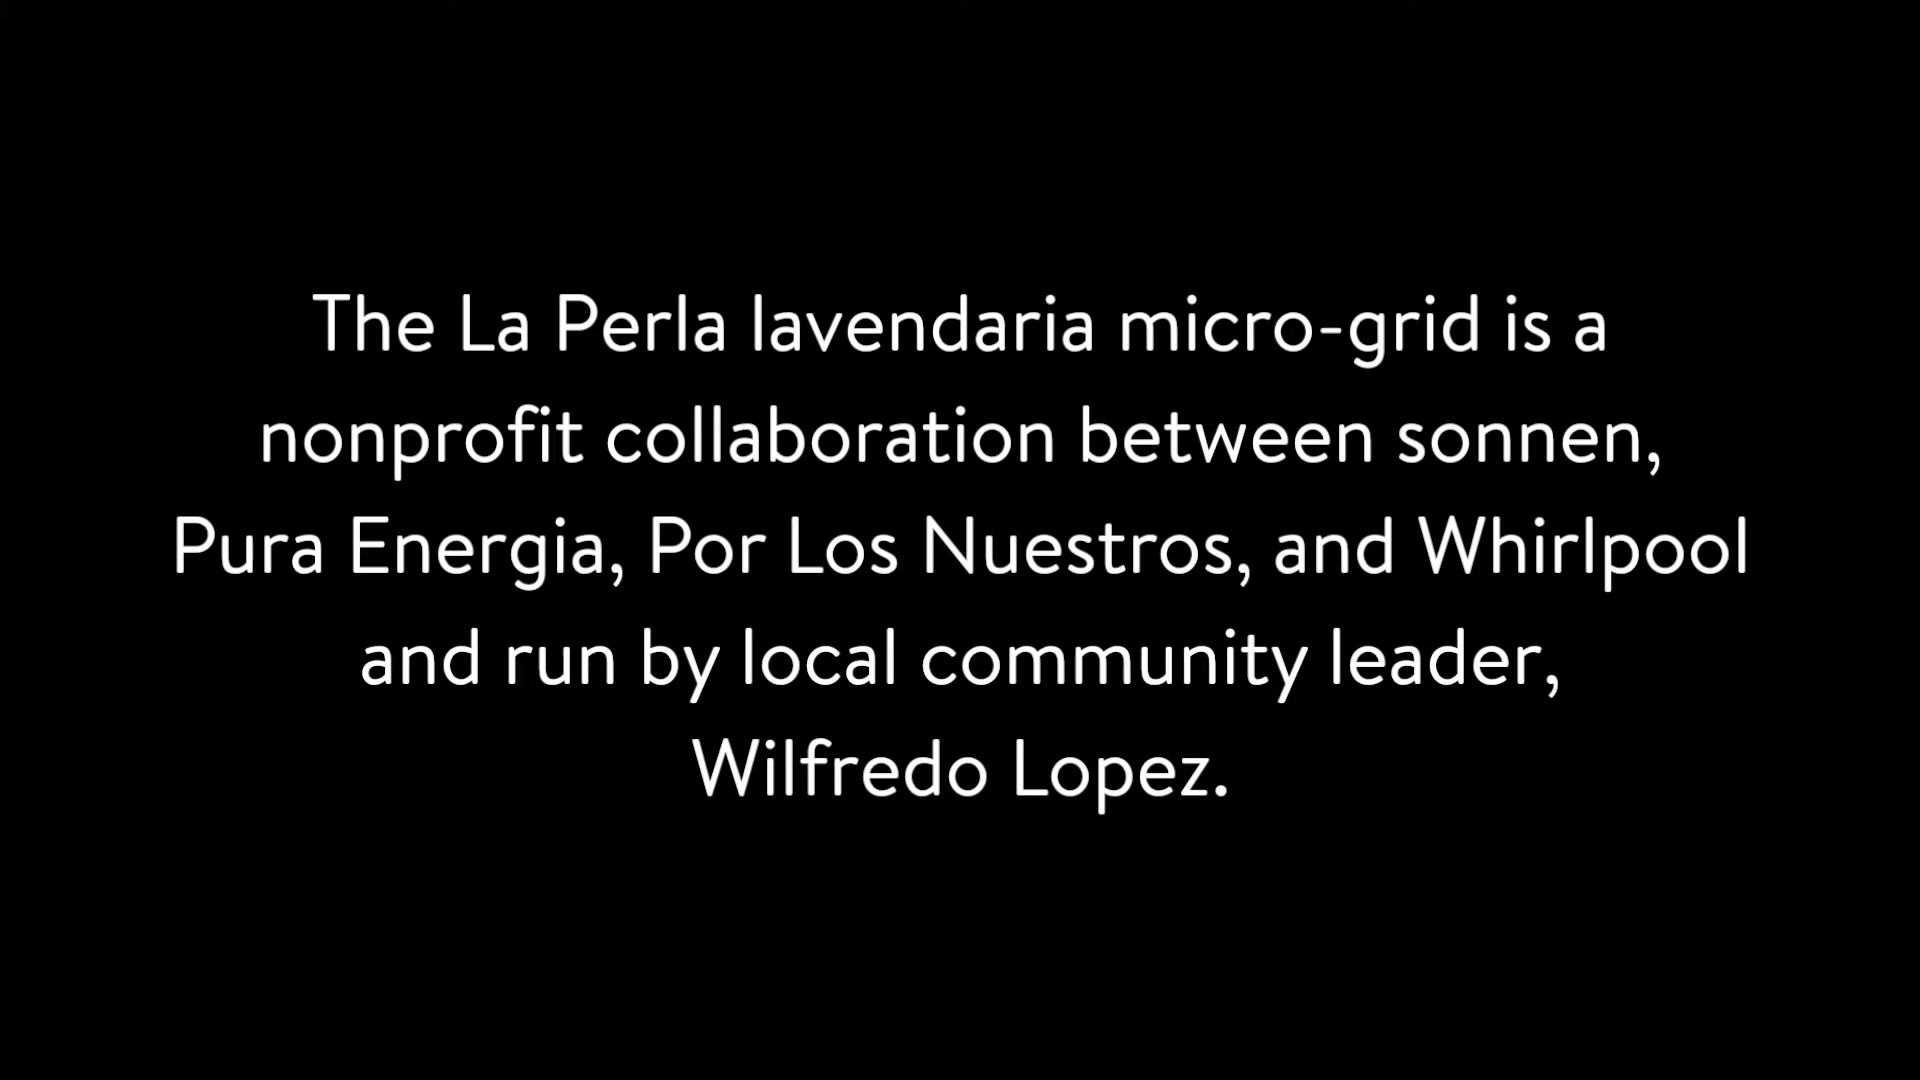 The La Perla lavendaria micro-grid is a
nonprofit collaboration between sonnen,
Pura Energia, Por Los Nuestros, and Whirlpool
and run by local community leader,
Wilfredo Lopez.